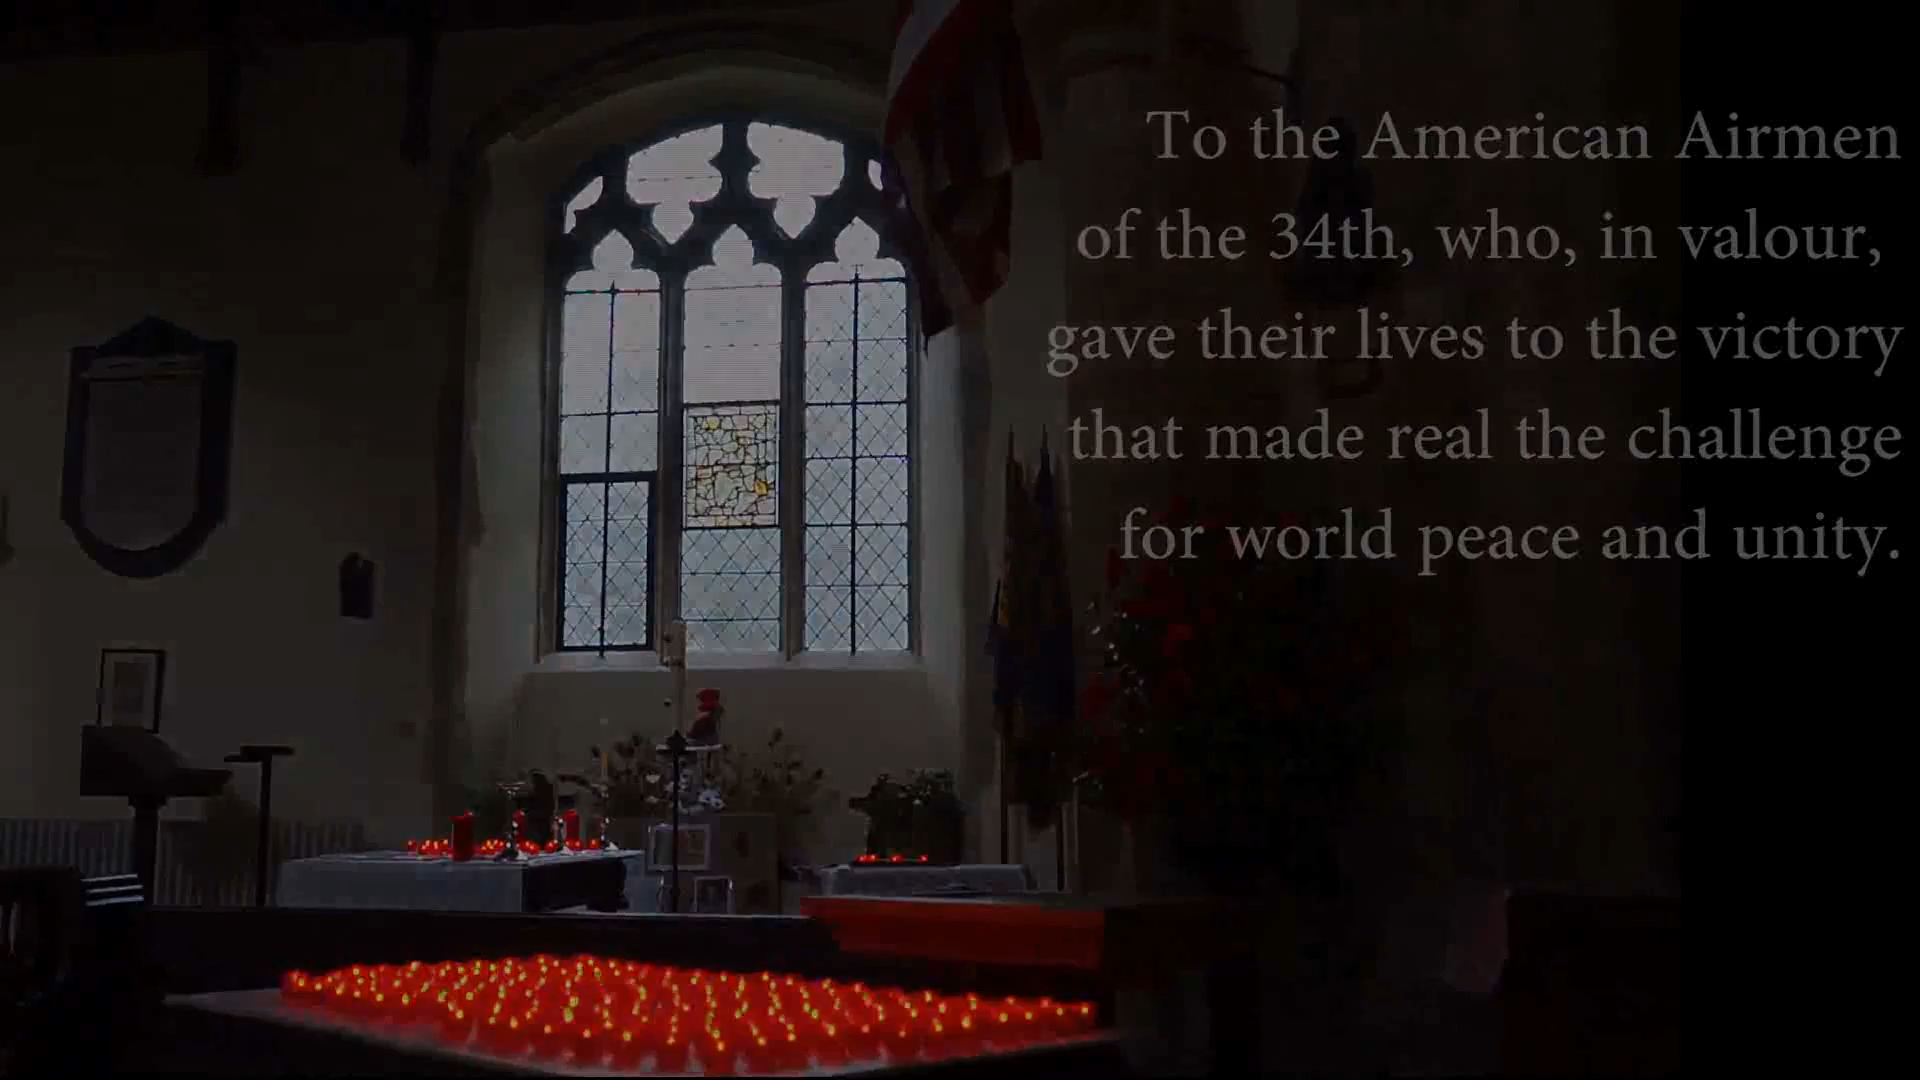 To the American Airmen
of the 34th, who, in valour,
gave their lives to the victory
that made real the challenge
for world peace and unity.